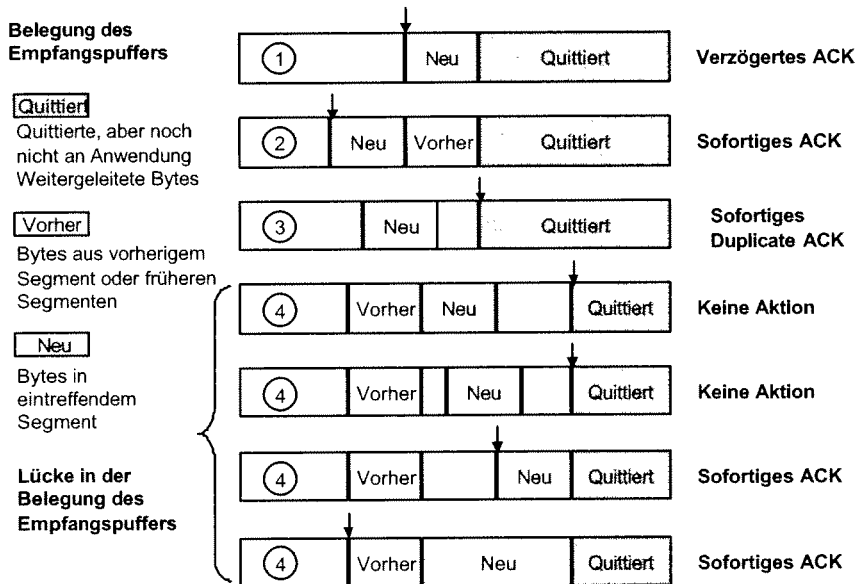 Belegung des
Empfangspuffers
Quittiert
Quittierte, aber noch
nicht an Anwendung
Weitergeleitete Bytes
Vorher
Bytes aus vorherigem
Segment oder früheren
Segmenten
Neu
Bytes in
eintreffendem
Segment
Lücke in der
Belegung des
Empfangspuffers
1 Neu Quittiert Verzögertes ACK
2 Neu Vorher Quittiert Sofortiges ACK
3 Neu Quittiert Sofortiges
Duplicate ACK
4 Vorher Neu Quittiert Keine Aktion
4 Vorher Neu Quittiert Keine Aktion
4 Vorher Neu Quittiert Sofortiges ACK
4 Vorher Neu Quittiert Sofortiges ACK